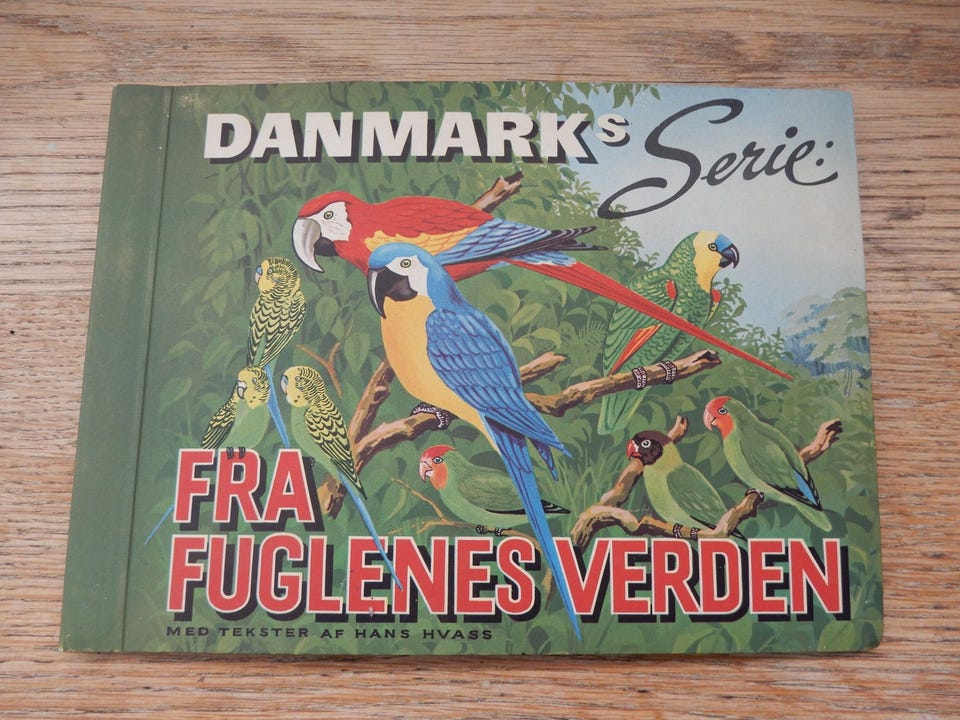 DANMARKs Serie:
FRA
FUGLENES VERDEN
MED TEKSTER AF HANS HVASS